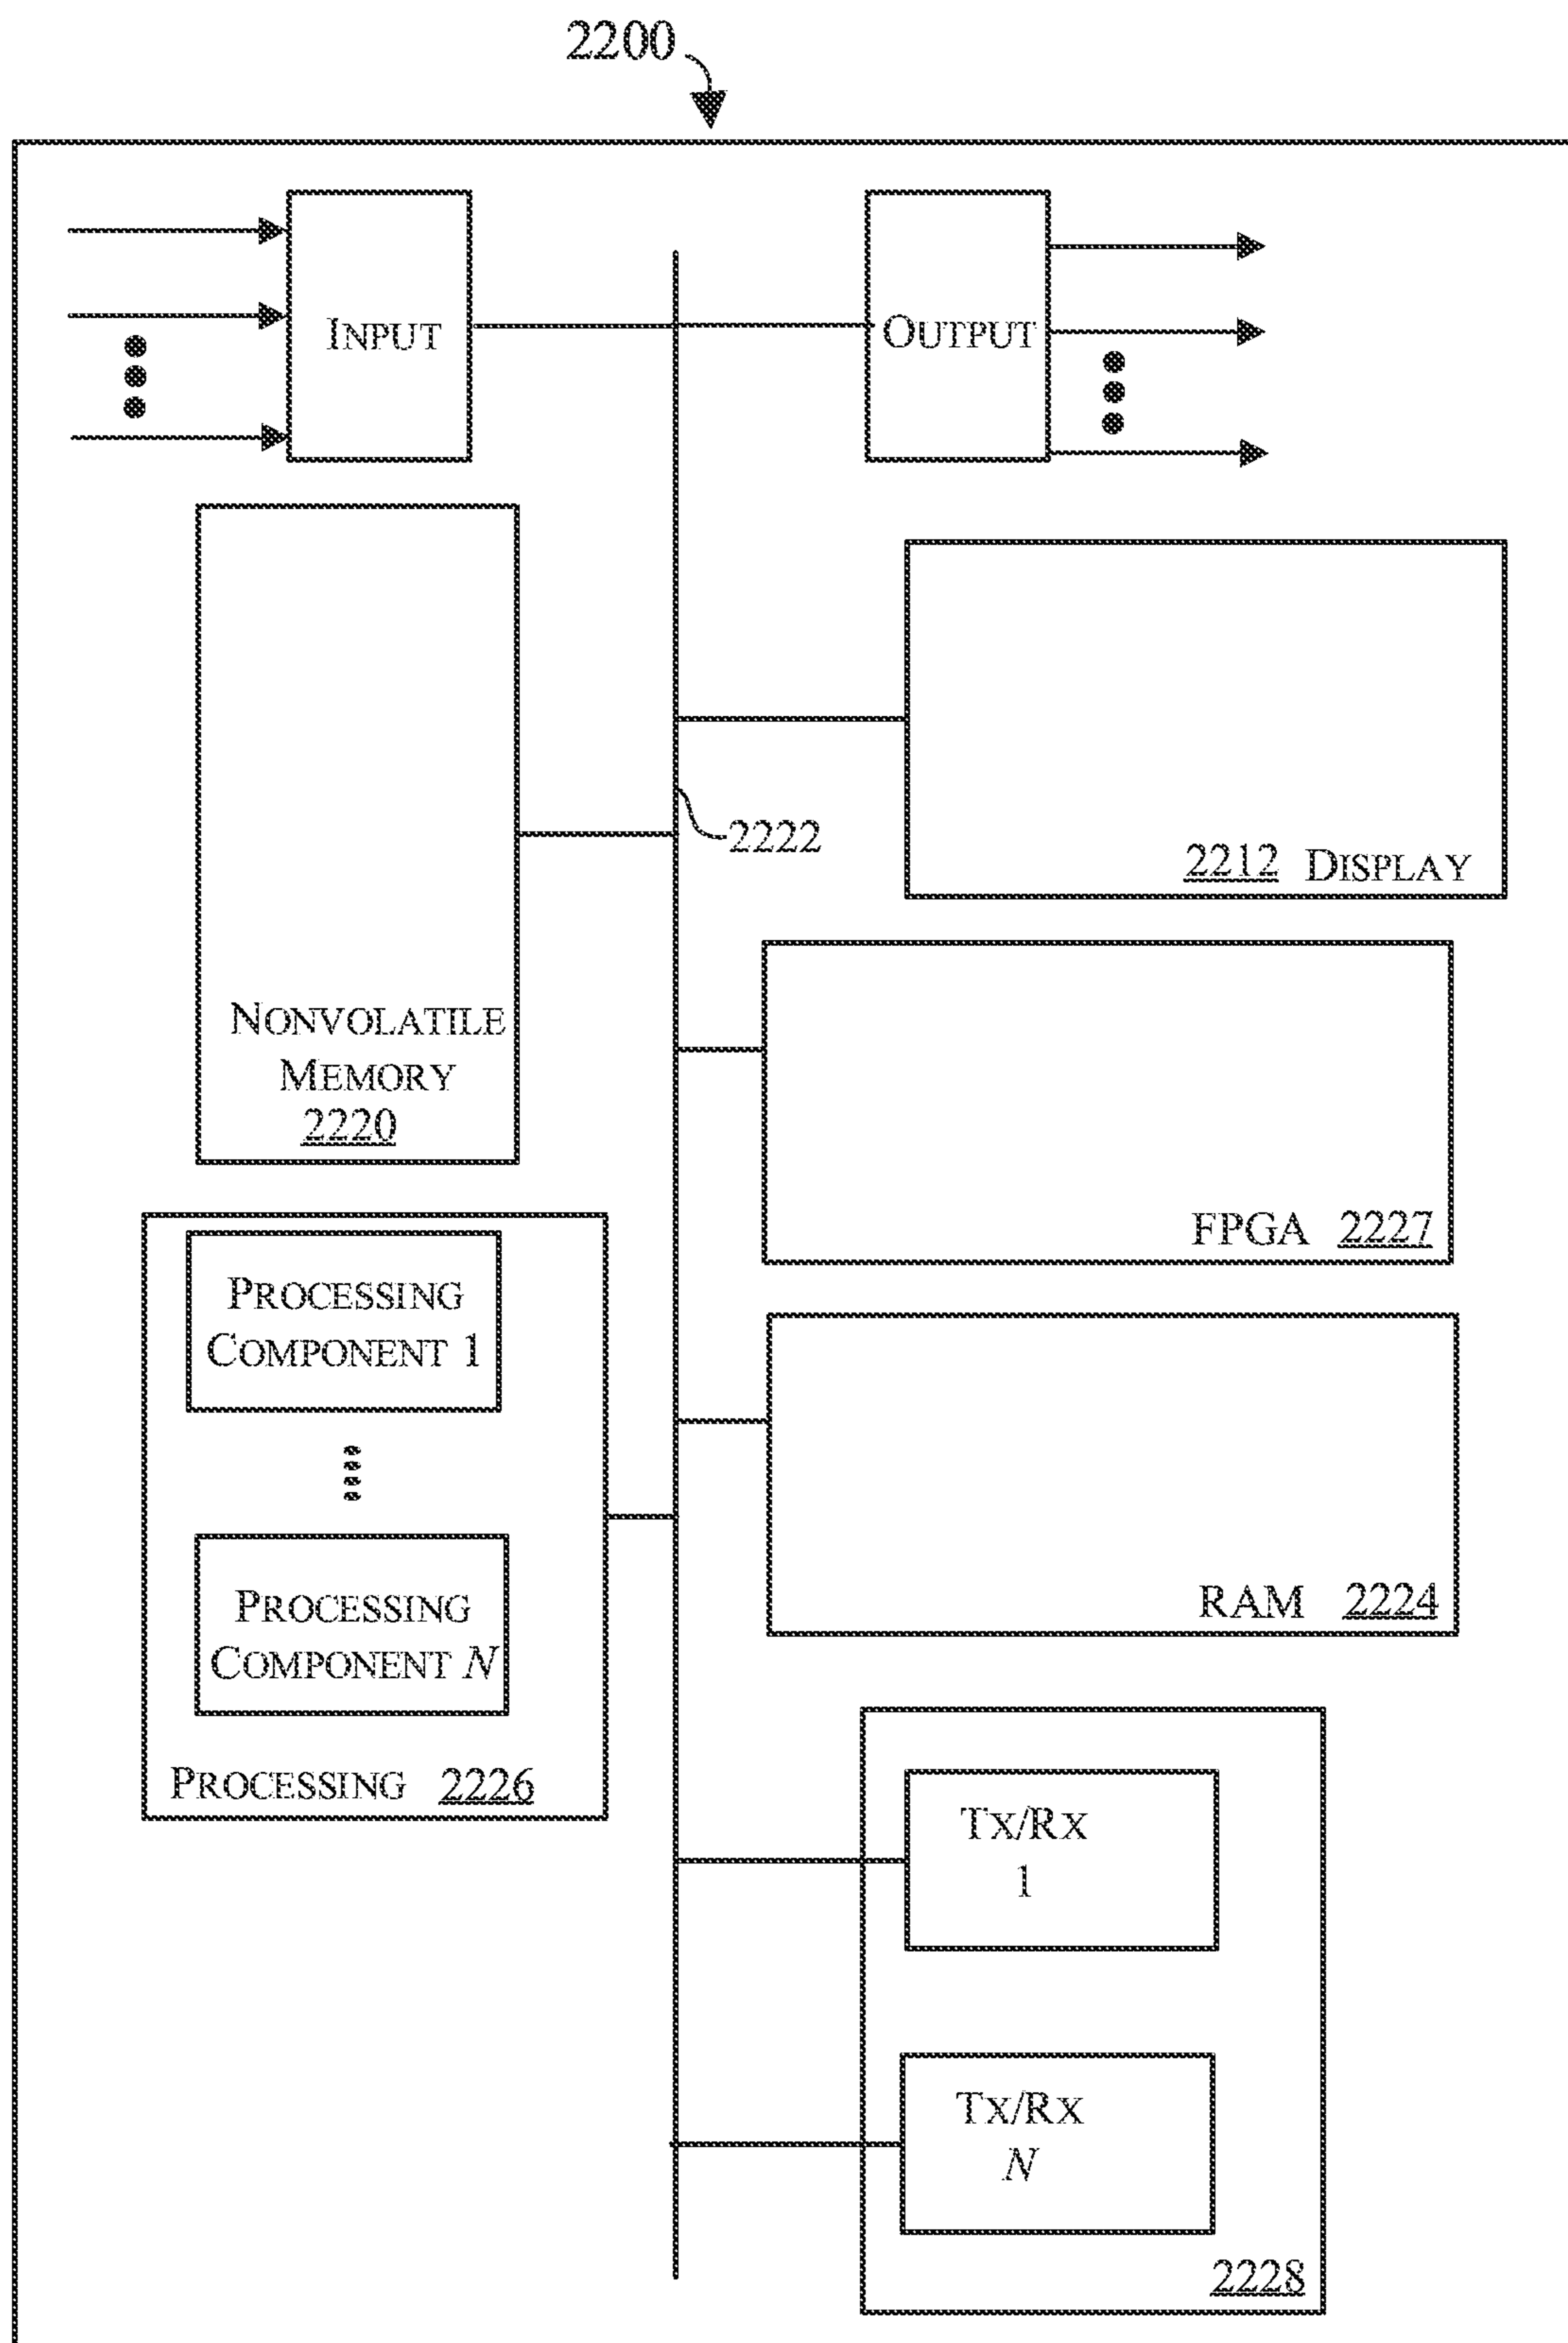 2200
INPUT
OUTPUT
2222
2212 DISPLAY
NONVOLATILE
MEMORY
2220
FPGA 2227
PROCESSING
COMPONENT 1
PROCESSING
COMPONENT N
PROCESSING 2226
RAM 2224
TX/RX
1
TX/RX
N
2228